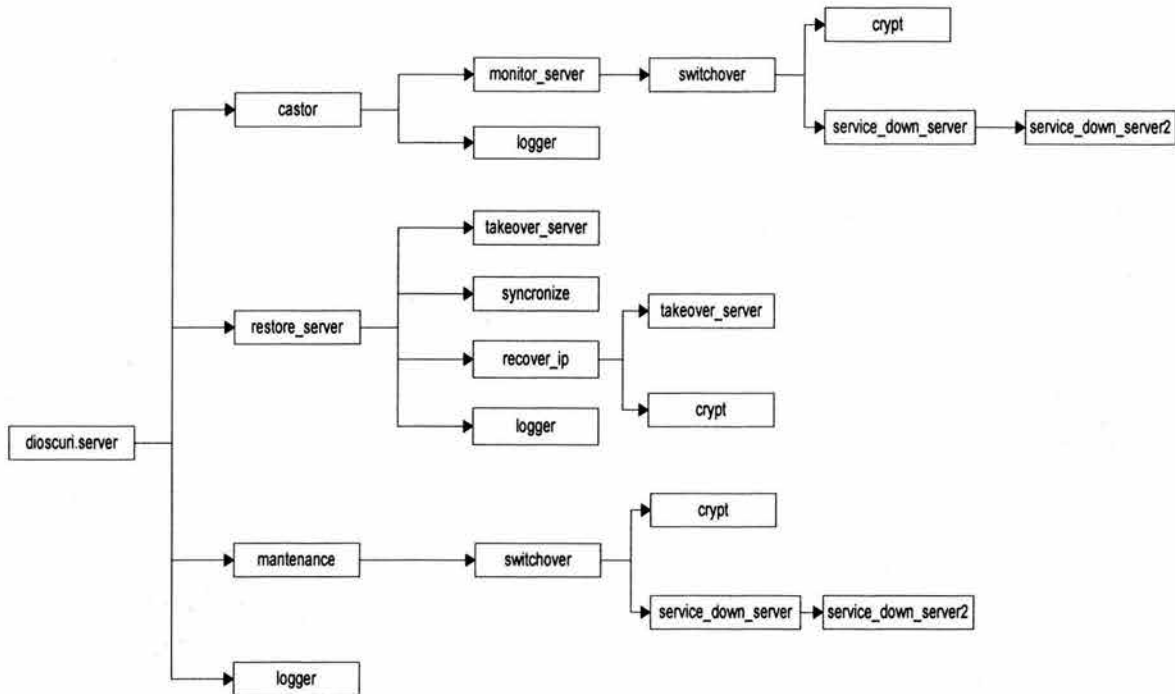 crypt
monitor_server
switchover
castor
service_down_server
service_down_server2
logger
takeover_server
syncronize
takeover_server
restore_server
recover_ip
crypt
logger
dioscuri.server
crypt
mantenance
switchover
service_down_server
service_down_server2
logger